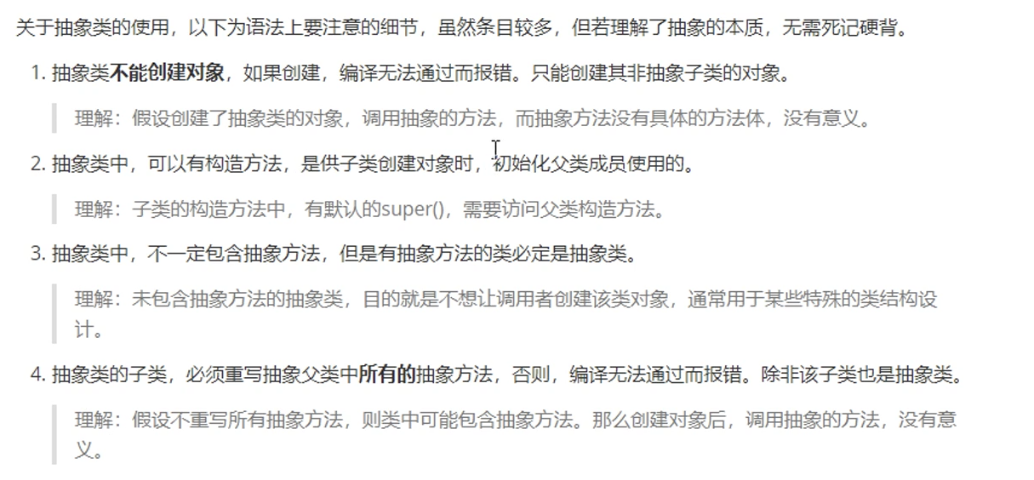 关于抽象类的使用，以下为语法上要注意的细节，虽然条目较多，但若理解了抽象的本质，无需死记硬背。
1. 抽象类不能创建对象，如果创建，编译无法通过而报错。只能创建其非抽象子类的对象。
理解：假设创建了抽象类的对象，调用抽象的方法，而抽象方法没有具体的方法体，没有意义。
2. 抽象类中，可以有构造方法，是供子类创建对象时，初始化父类成员使用的。
理解：子类的构造方法中，有默认的super()，需要访问父类构造方法。
3. 抽象类中，不一定包含抽象方法，但是有抽象方法的类必定是抽象类。
理解：未包含抽象方法的抽象类，目的就是不想让调用者创建该类对象，通常用于某些特殊的类结构设
计。
4. 抽象类的子类，必须重写抽象父类中所有的抽象方法，否则，编译无法通过而报错。除非该子类也是抽象类。
理解：假设不重写所有抽象方法，则类中可能包含抽象方法。那么创建对象后，调用抽象的方法，没有意
义。